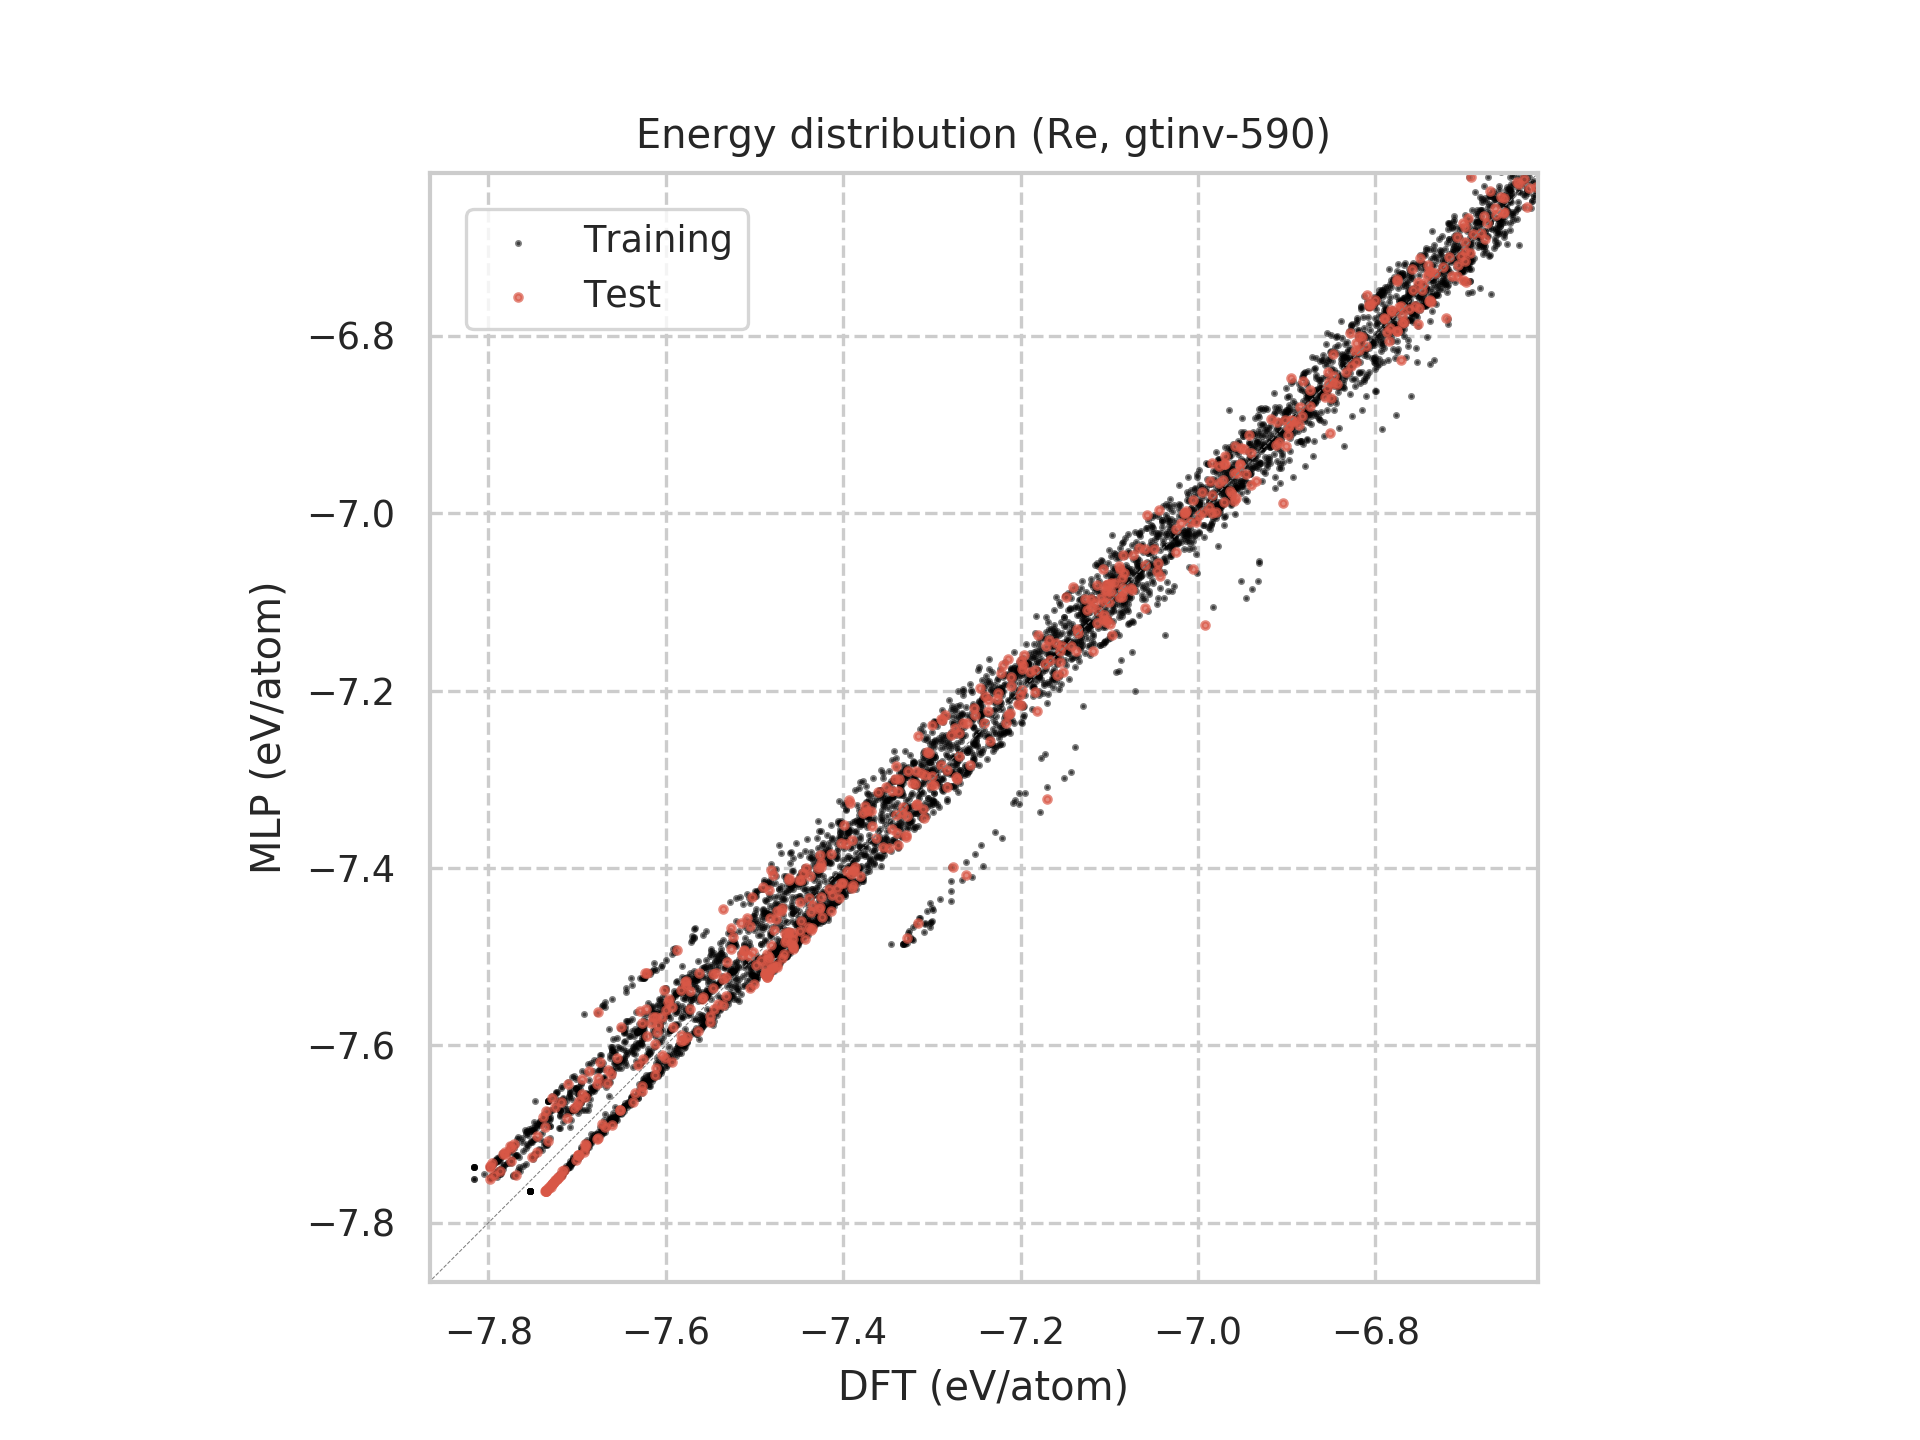 Energy distribution (Re, gtinv-590)
Training
Test
−6.8
−7.0
−7.2
−7.4
−7.6
−7.8
MLP (eV/atom)
−7.8 −7.6 −7.4 −7.2 −7.0 −6.8
DFT (eV/atom)